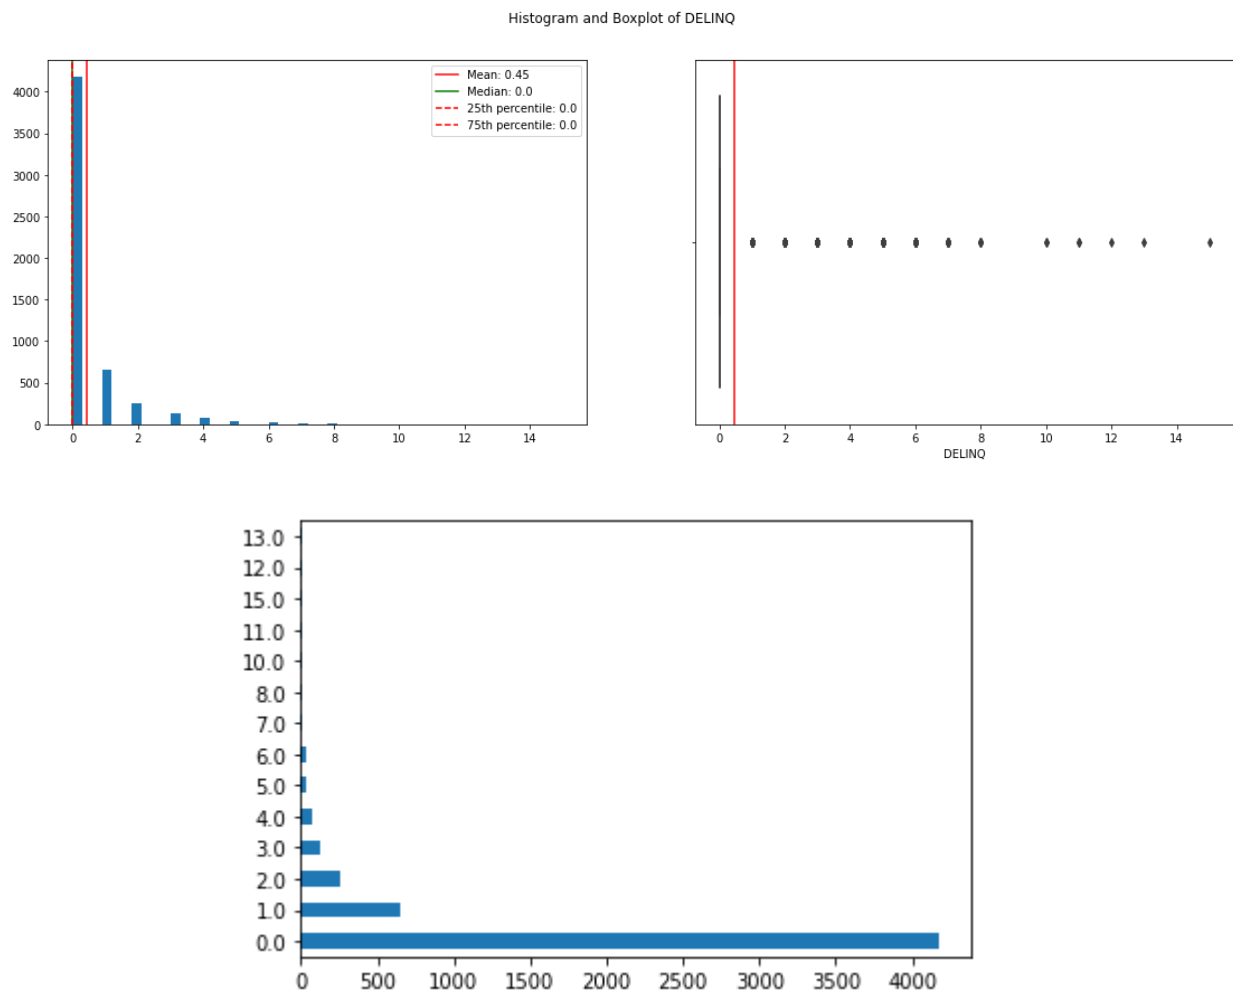 Histogram and Boxplot of DELINQ
Mean: 0.45
Median: 0.0
25th percentile: 0.0
75th percentile: 0.0
4000
3500
3000
2500
2000
1500
1000
500
0
0 2 4 6 8 10 12 14
0 2 4 6 8 10 12 14
DELINQ
13.0
12.0
15.0
11.0
10.0
8.0
7.0
6.0
5.0
4.0
3.0
2.0
1.0
0.0
0 500 1000 1500 2000 2500 3000 3500 4000